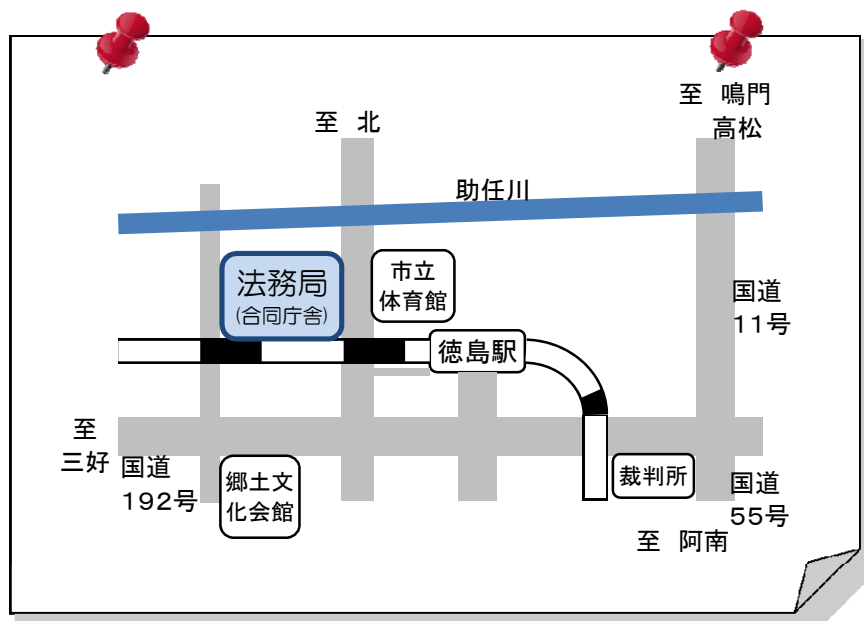 至 鳴門
高松
至 北
助任川
法務局
(合同庁舎)
市立
体育館
国道
11号
徳島駅
至
三好
国道
192号
郷土文
化会館
裁判所
国道
55号
至 阿南